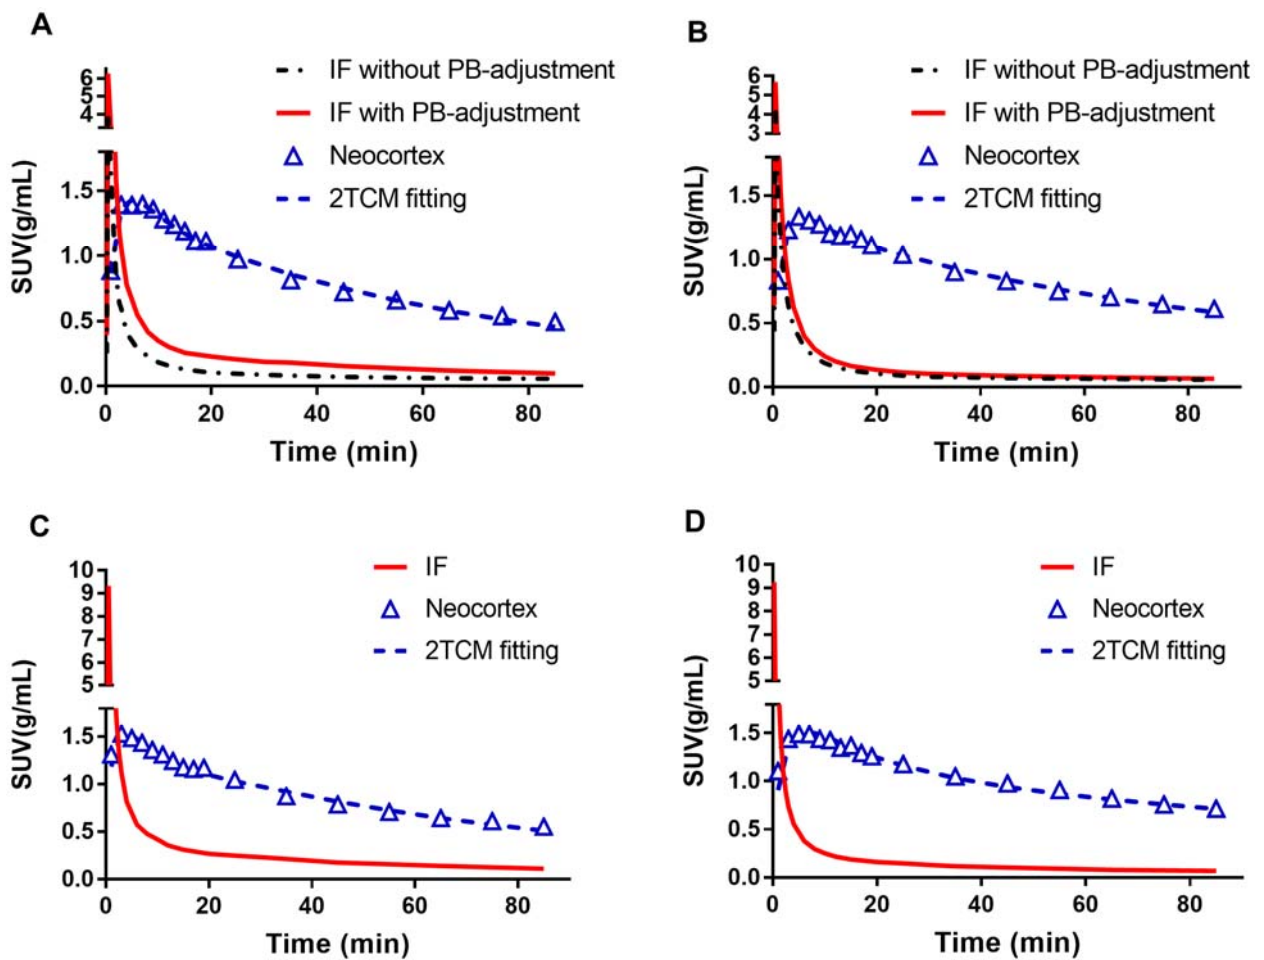 A
IF without PB-adjustment
IF with PB-adjustment
Neocortex
2TCM fitting
6
5
4
1.5
1.0
0.5
0.0
SUV(g/mL)
0 20 40 60 80
Time (min)
B
IF without PB-adjustment
IF with PB-adjustment
Neocortex
2TCM fitting
6
5
4
3
1.5
1.0
0.5
0.0
SUV(g/mL)
0 20 40 60 80
Time (min)
C
IF
Neocortex
2TCM fitting
10
9
8
7
6
5
1.5
1.0
0.5
0.0
SUV(g/mL)
0 20 40 60 80
Time (min)
D
IF
Neocortex
2TCM fitting
10
9
8
7
6
5
1.5
1.0
0.5
0.0
SUV(g/mL)
0 20 40 60 80
Time (min)